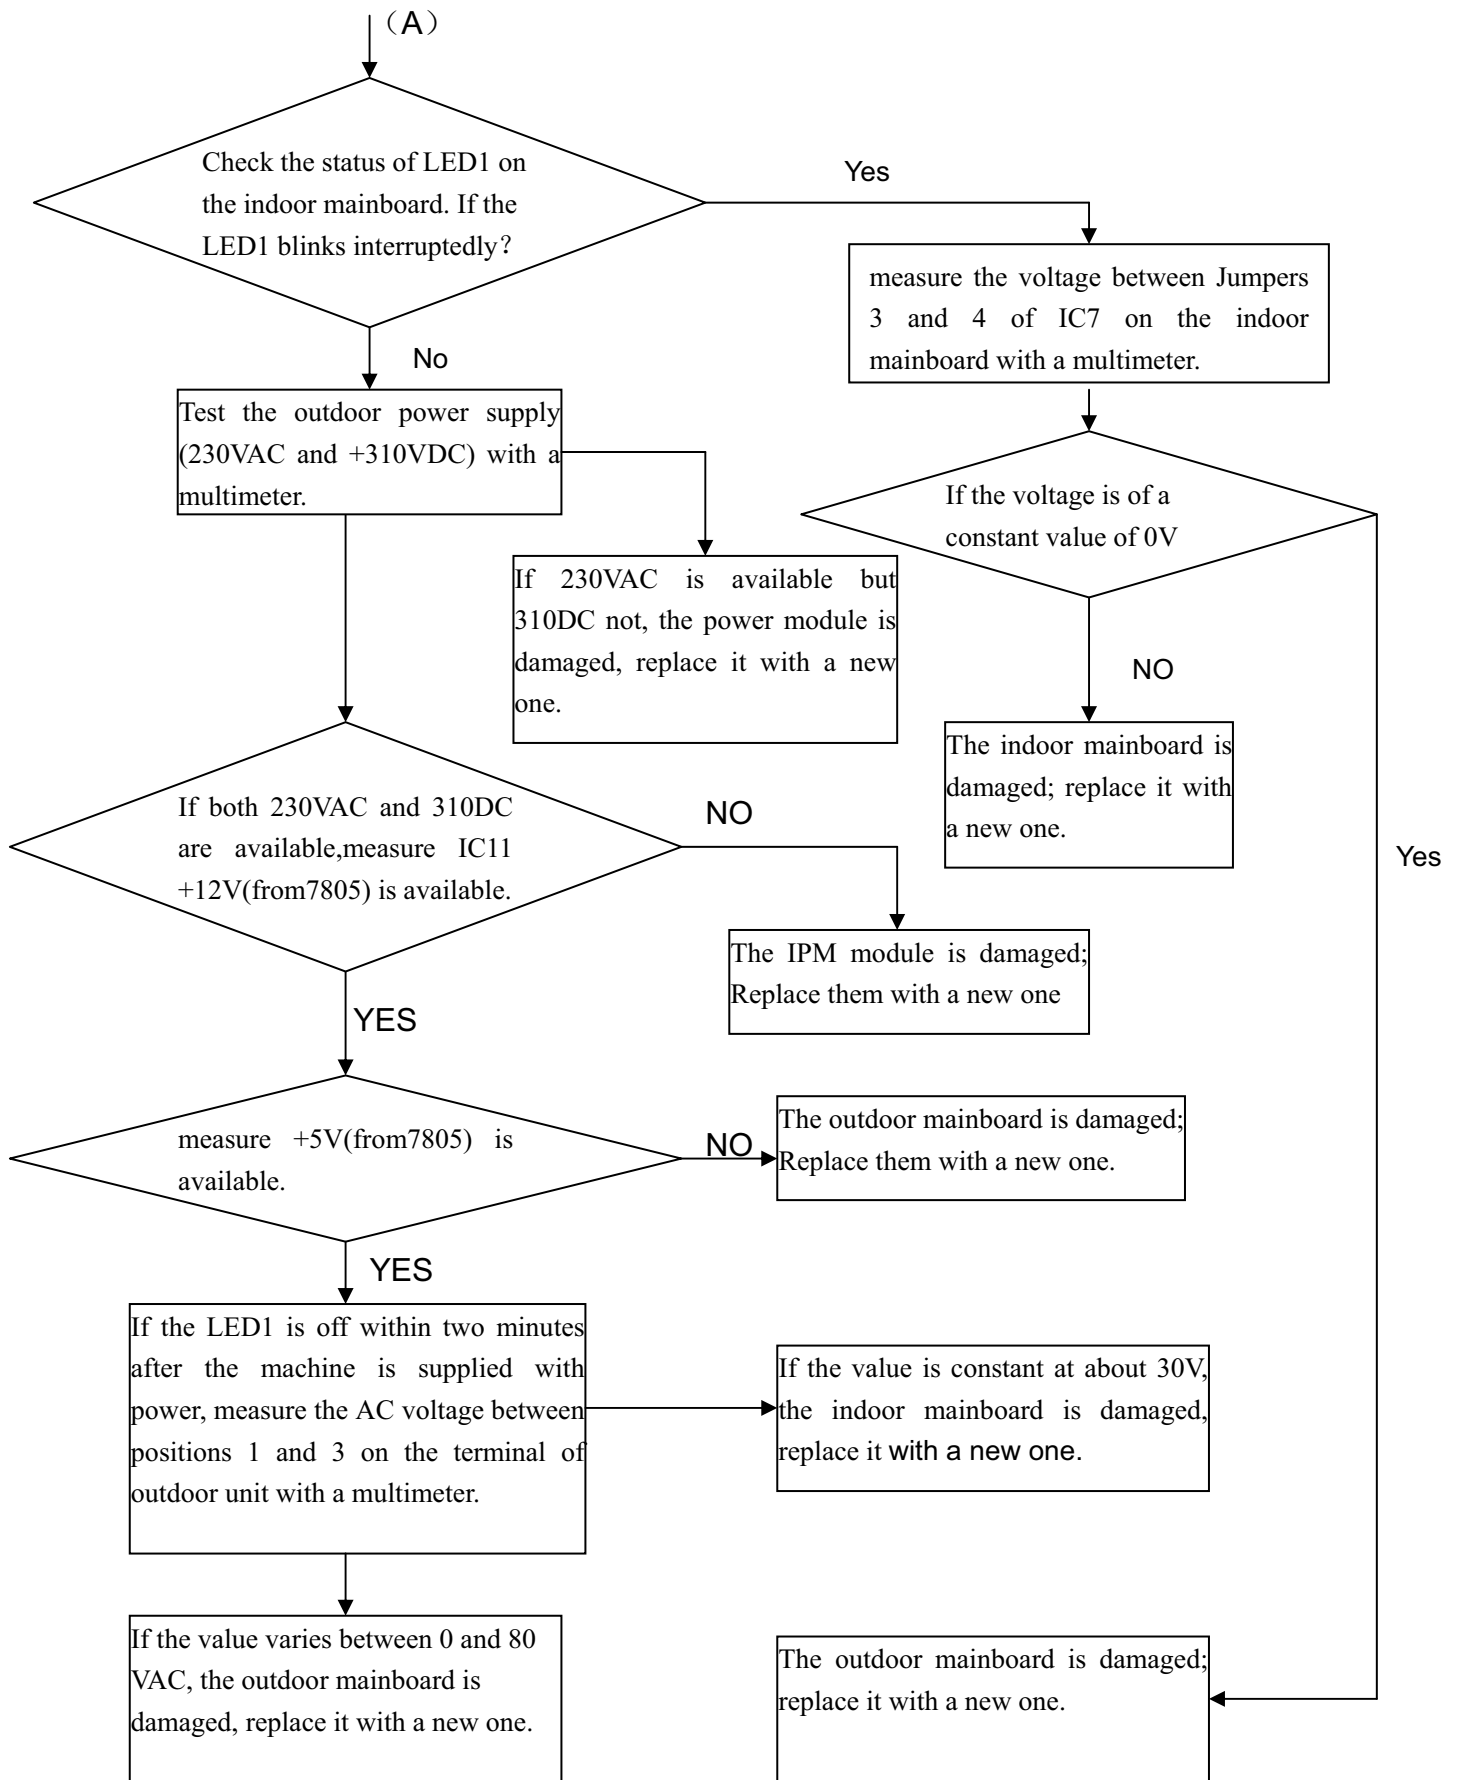 （A）
Check the status of LED1 on
the indoor mainboard. If the
LED1 blinks interruptedly？
Yes
measure the voltage between Jumpers
3 and 4 of IC7 on the indoor
mainboard with a multimeter.
No
Test the outdoor power supply
(230VAC and +310VDC) with a
multimeter.
If the voltage is of a
constant value of 0V
If 230VAC is available but
310DC not, the power module is
damaged, replace it with a new
one.
NO
The indoor mainboard is
damaged; replace it with
a new one.
Yes
If both 230VAC and 310DC
are available,measure IC11
+12V(from7805) is available.
NO
The IPM module is damaged;
Replace them with a new one
YES
measure +5V(from7805) is
available.
NO
The outdoor mainboard is damaged;
Replace them with a new one.
YES
If the LED1 is off within two minutes
after the machine is supplied with
power, measure the AC voltage between
positions 1 and 3 on the terminal of
outdoor unit with a multimeter.
If the value is constant at about 30V,
the indoor mainboard is damaged,
replace it with a new one.
If the value varies between 0 and 80
VAC, the outdoor mainboard is
damaged, replace it with a new one.
The outdoor mainboard is damaged;
replace it with a new one.